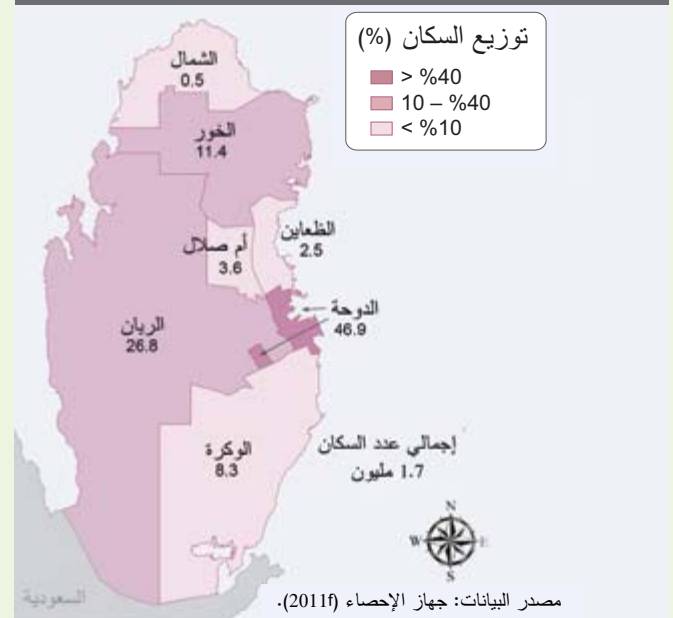 توزيع السكان (%)
> %40
10 – %40
< %10
الشمال
0.5
الخور
11.4
الظعاين
2.5
أم صلال
3.6
الدوحة
46.9
الريان
26.8
الوكرة
8.3
إجمالي عدد السكان
1.7 مليون
N
W
E
S
السعودية
مصدر البيانات: جهاز الإحصاء (2011f).